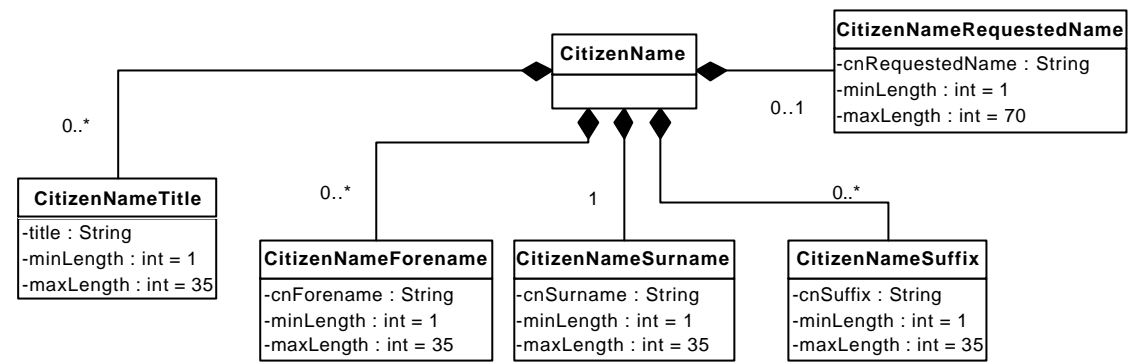 CitizenName
CitizenNameRequestedName
-cnRequestedName : String
-minLength : int = 1
-maxLength : int = 70
0..1
0..*
CitizenNameTitle
-title : String
-minLength : int = 1
-maxLength : int = 35
0..*
CitizenNameForename
-cnForename : String
-minLength : int = 1
-maxLength : int = 35
1
CitizenNameSurname
-cnSurname : String
-minLength : int = 1
-maxLength : int = 35
0..*
CitizenNameSuffix
-cnSuffix : String
-minLength : int = 1
-maxLength : int = 35